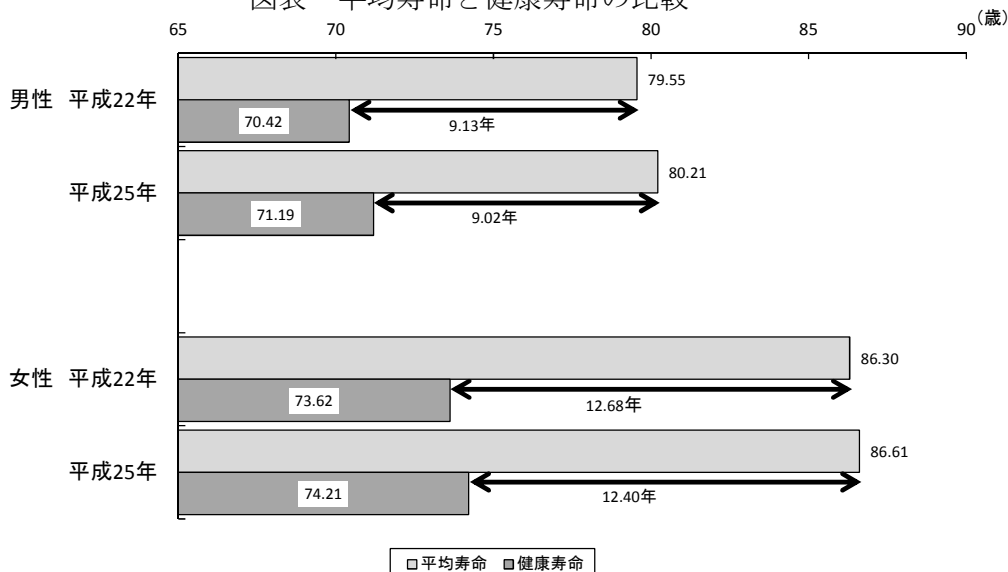 図表 平均寿命と健康寿命の比較
65 70 75 80 85 90 (歳)
男性 平成22年 79.55
70.42 9.13年
平成25年 80.21
71.19 9.02年
女性 平成22年 86.30
73.62 12.68年
平成25年 86.61
74.21 12.40年
平均寿命 健康寿命